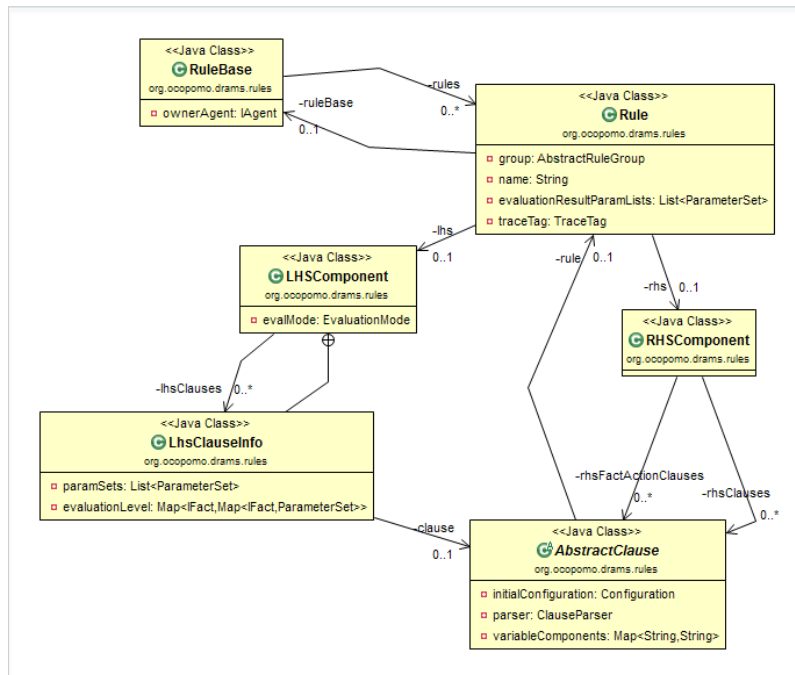 <<Java Class>>
RuleBase
org.ocopomo.drams.rules
ownerAgent: IAgent
-rules
0..*
-ruleBase
0..1
<<Java Class>>
Rule
org.ocopomo.drams.rules
group: AbstractRuleGroup
name: String
evaluationResultParamLists: List<ParameterSet>
traceTag: TraceTag
-lhs
0..1
-rule
0..1
-rhs
0..1
<<Java Class>>
LHSComponent
org.ocopomo.drams.rules
evalMode: EvaluationMode
<<Java Class>>
RHSComponent
org.ocopomo.drams.rules
-lhsClauses
0..*
<<Java Class>>
LhsClauseInfo
org.ocopomo.drams.rules
paramSets: List<ParameterSet>
evaluationLevel: Map<IFact,Map<IFact,ParameterSet>>
-rhsFactActionClauses
0..*
-rhsClauses
0..*
-clause
0..1
<<Java Class>>
AbstractClause
org.ocopomo.drams.rules
initialConfiguration: Configuration
parser: ClauseParser
variableComponents: Map<String,String>